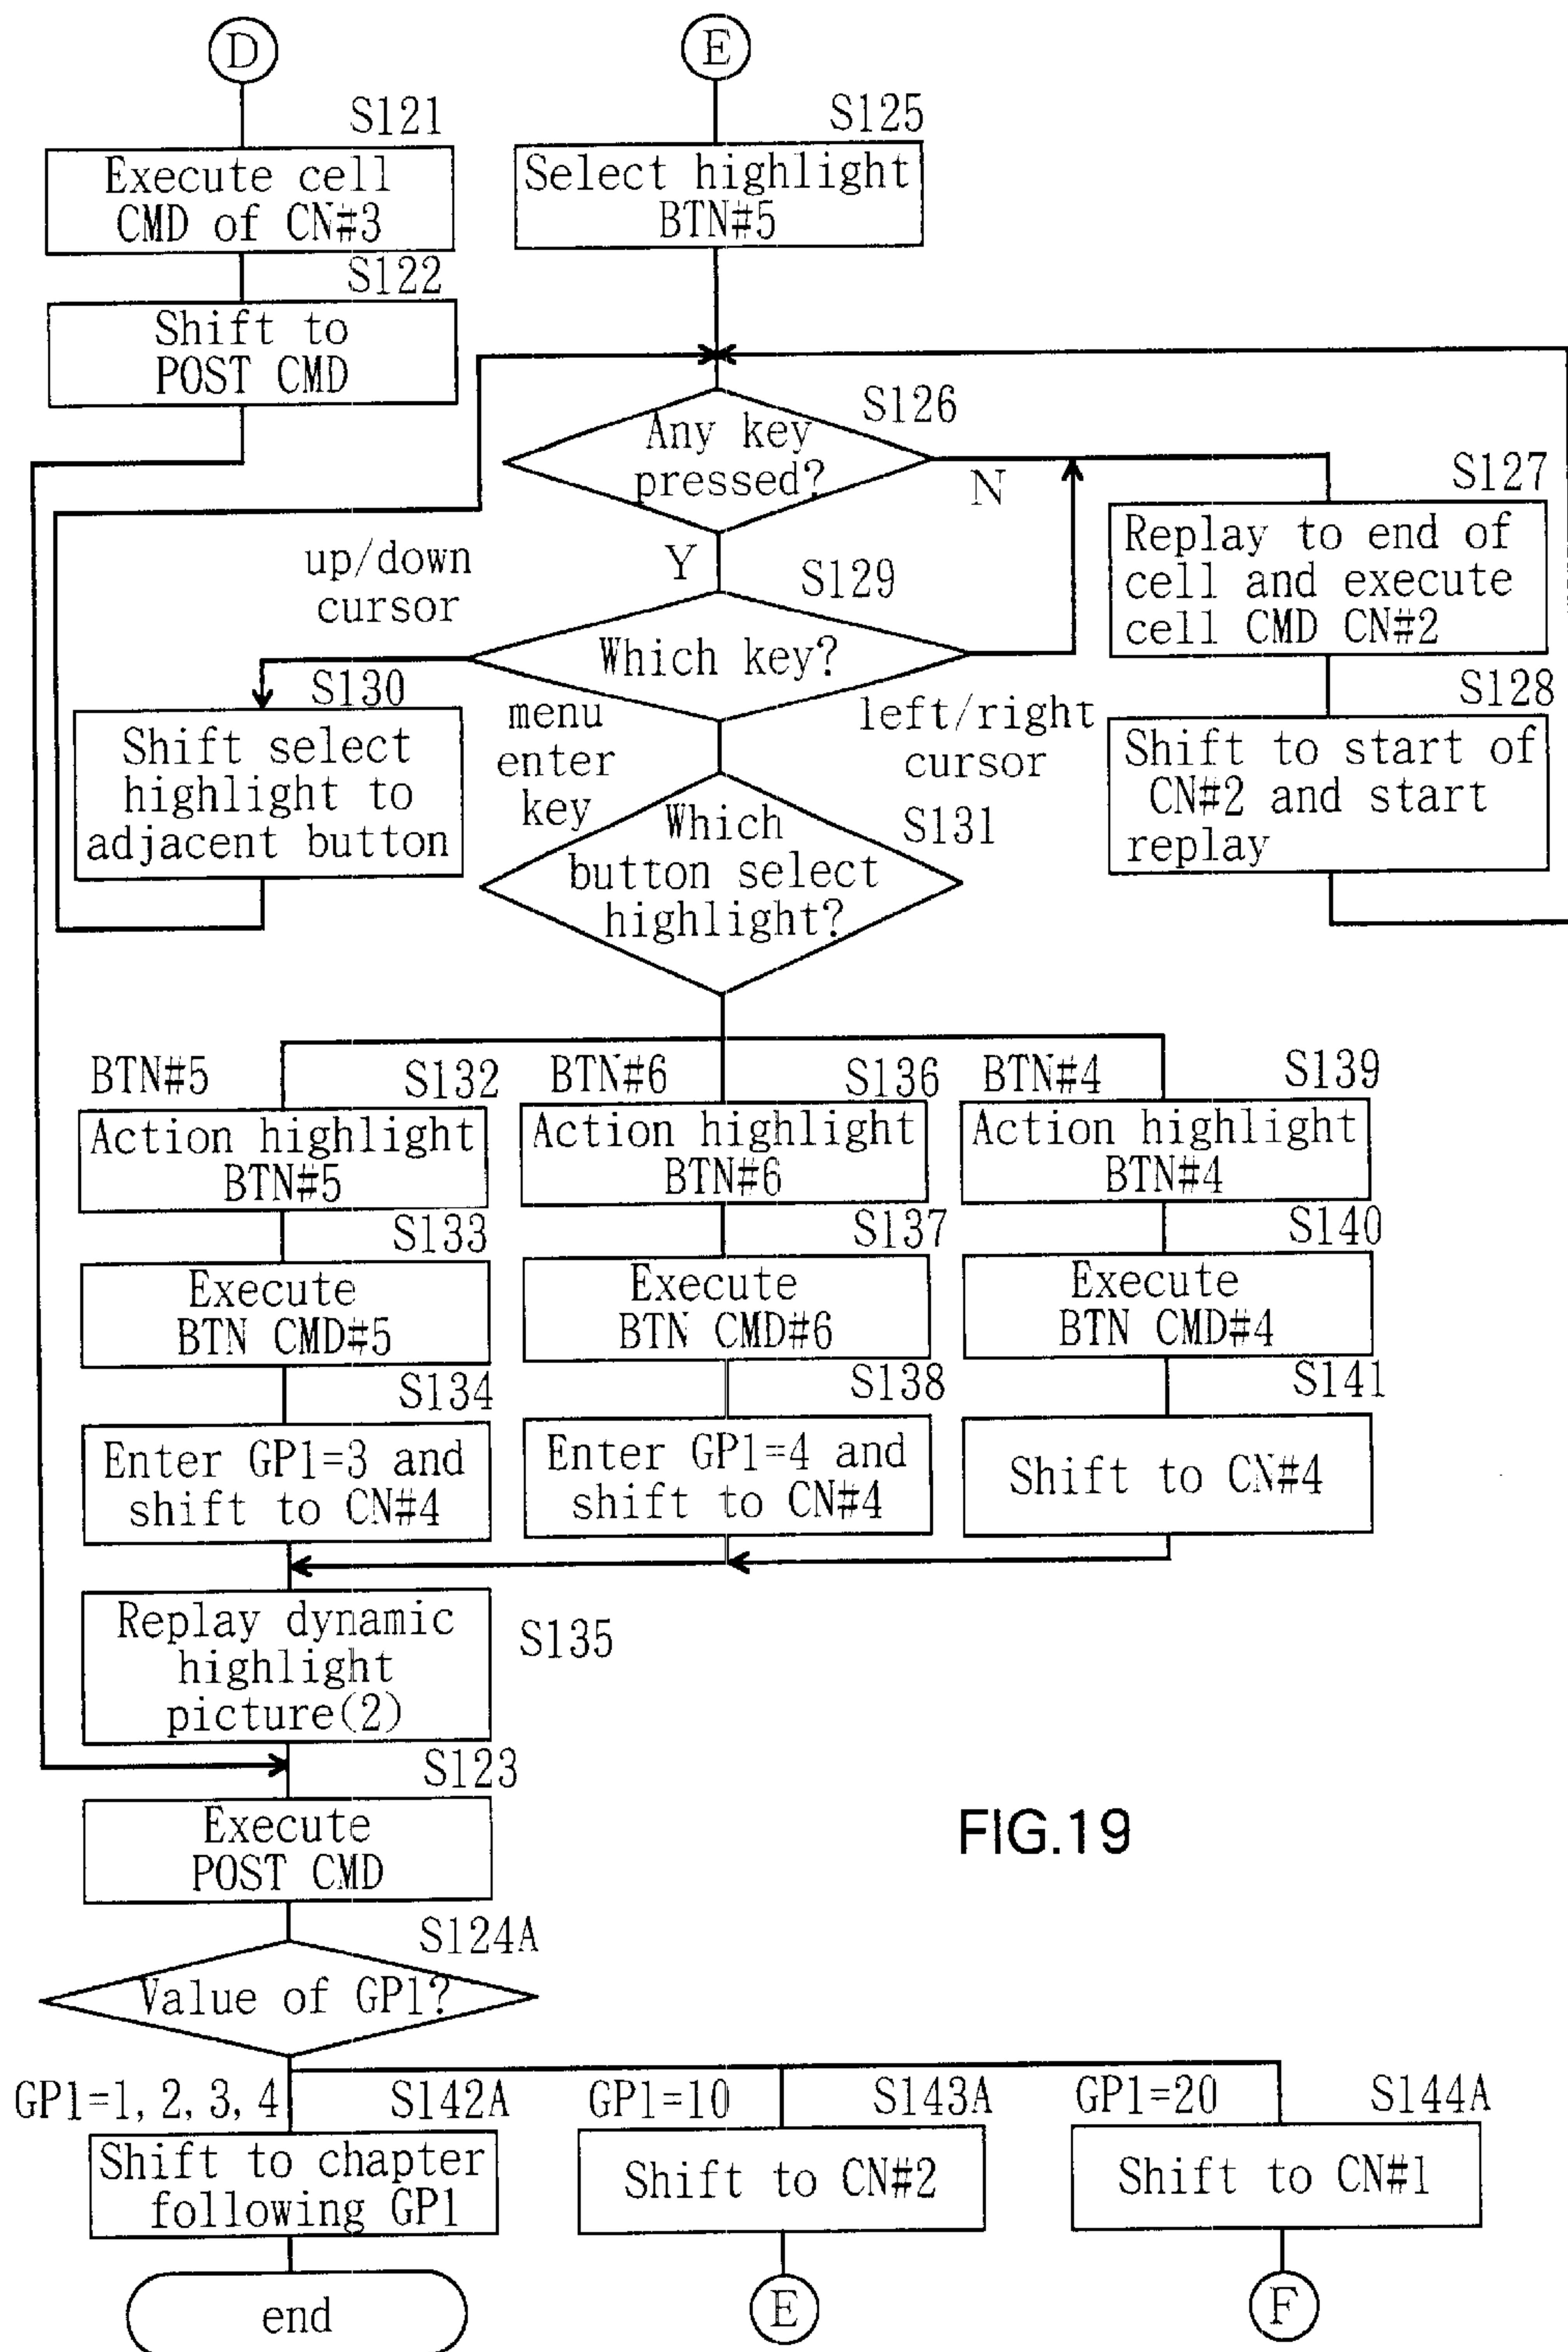 D
E
S121
Execute cell
CMD of CN#3
S122
Shift to
POST CMD
S125
Select highlight
BTN#5
S126
Any key
pressed?
N
Y
S127
Replay to end of
cell and execute
cell CMD CN#2
S128
Shift to start of
CN#2 and start
replay
S129
Which key?
up/down
cursor
S130
Shift select
highlight to
adjacent button
menu
enter
key
left/right
cursor
S131
Which
button select
highlight?
BTN#5
S132
Action highlight
BTN#5
S133
Execute
BTN CMD#5
S134
Enter GP1=3 and
shift to CN#4
BTN#6
S136
Action highlight
BTN#6
S137
Execute
BTN CMD#6
S138
Enter GP1=4 and
shift to CN#4
BTN#4
S139
Action highlight
BTN#4
S140
Execute
BTN CMD#4
S141
Shift to CN#4
Replay dynamic
highlight
picture(2)
S135
S123
Execute
POST CMD
FIG.19
S124A
Value of GP1?
GP1=1, 2, 3, 4
S142A
Shift to chapter
following GP1
end
GP1=10
S143A
Shift to CN#2
E
GP1=20
S144A
Shift to CN#1
F